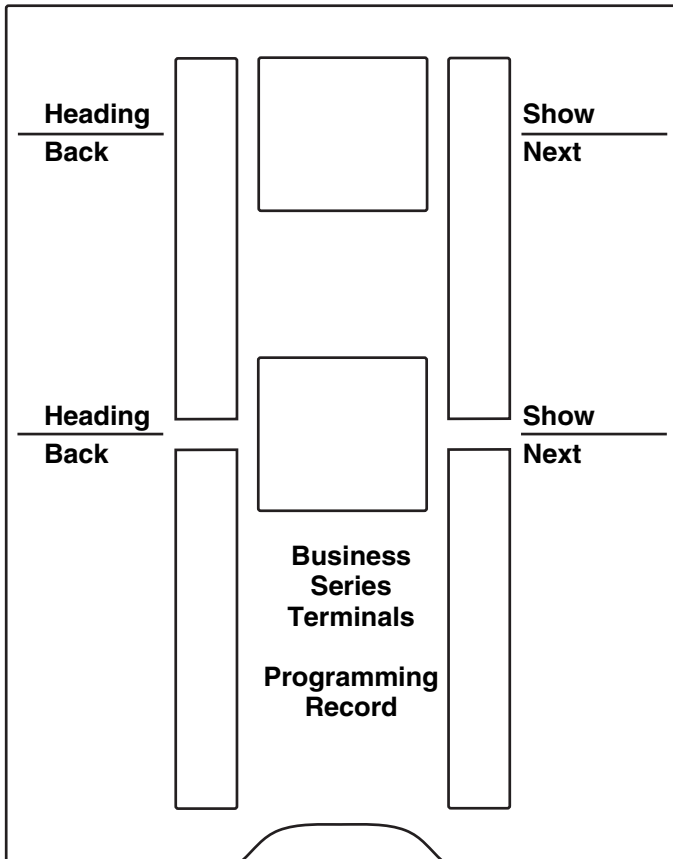 Heading
Back
Show
Next
Heading
Back
Show
Next
Business
Series
Terminals
Programming
Record